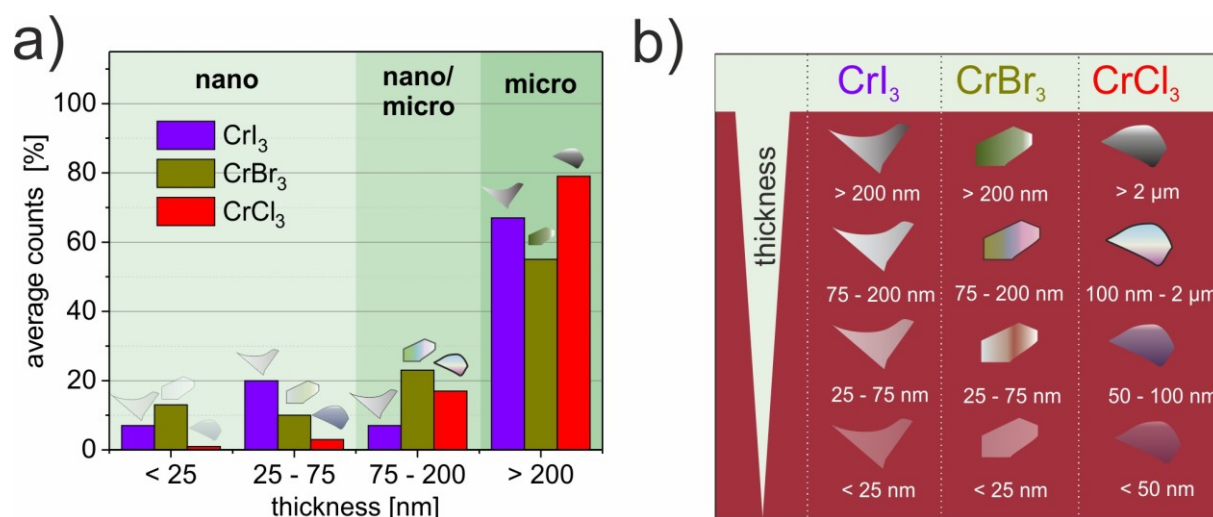 a)
nano
nano/
micro
micro
CrI₃
CrBr₃
CrCl₃
average counts [%]
100
80
60
40
20
0
< 25
25 - 75
75 - 200
> 200
thickness [nm]
b)
CrI₃
CrBr₃
CrCl₃
thickness
> 200 nm
> 200 nm
> 2 µm
75 - 200 nm
75 - 200 nm
100 nm - 2 µm
25 - 75 nm
25 - 75 nm
50 - 100 nm
< 25 nm
< 25 nm
< 50 nm